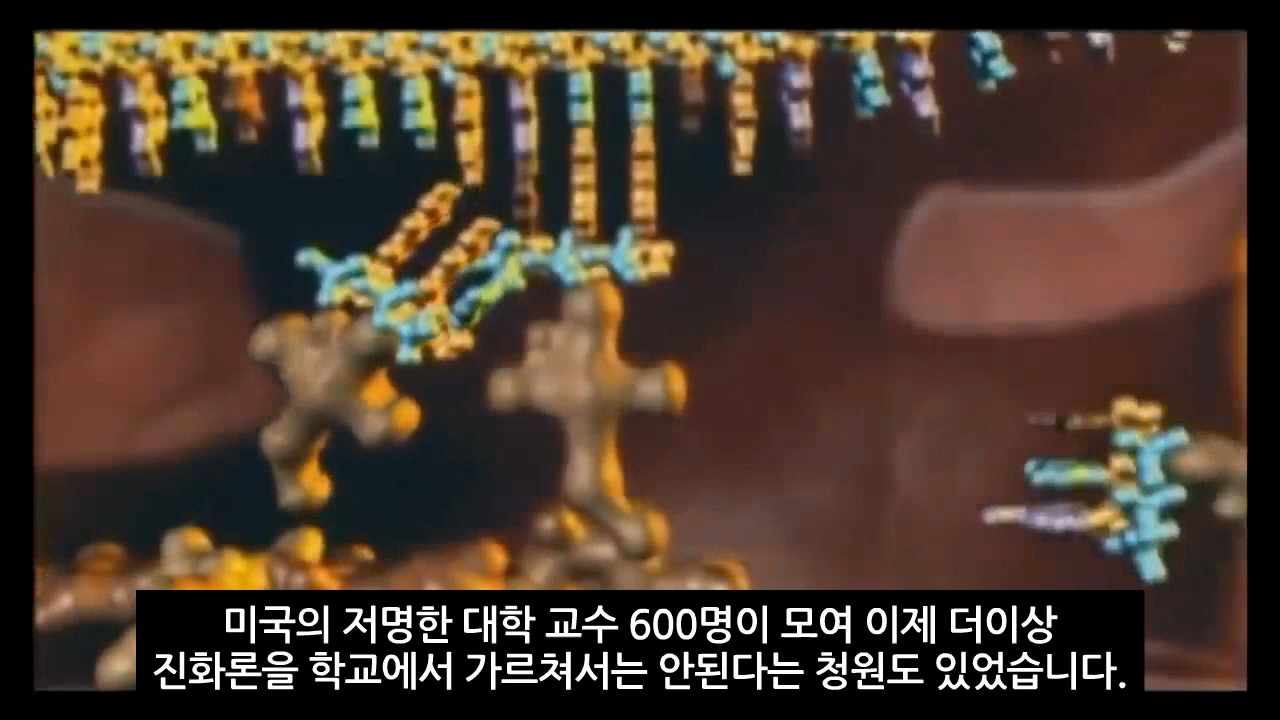 미국의 저명한 대학 교수 600명이 모여 이제 더이상
진화론을 학교에서 가르쳐서는 안된다는 청원도 있었습니다.